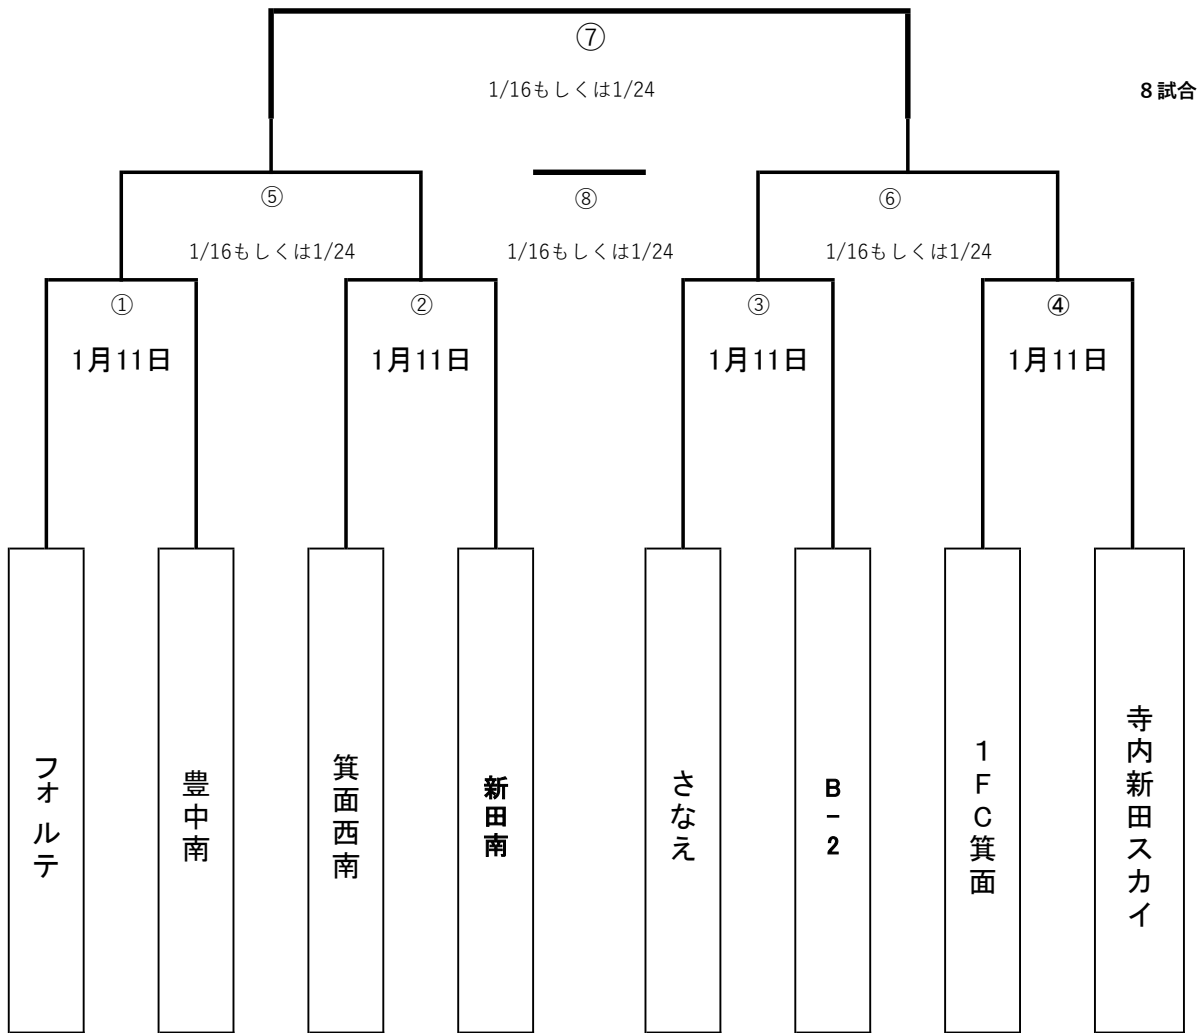 ⑦
1/16もしくは1/24
8試合
⑤
⑧
⑥
1/16もしくは1/24
1/16もしくは1/24
1/16もしくは1/24
①
②
③
④
1月11日
1月11日
1月11日
1月11日
フォルテ
豊中南
箕面西南
新田南
さなえ
B-2
1FC箕面
寺内新田スカイ